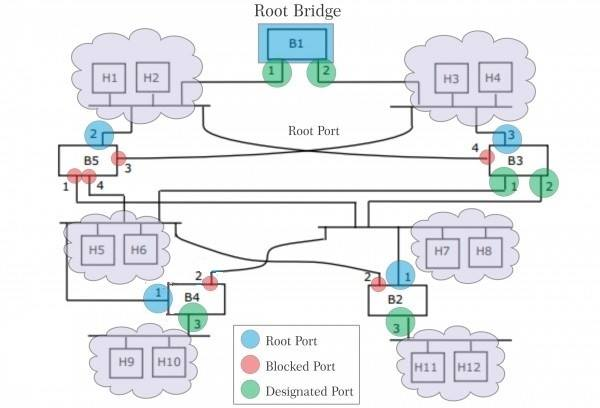 Root Bridge
B1
1 2
H1 H2
H3 H4
Root Port
2
3
B5
3
4
B3
1 4
1 2
H5 H6
H7 H8
2
2
1
1
B4
B2
3
3
H9 H10
H11 H12
Root Port
Blocked Port
Designated Port